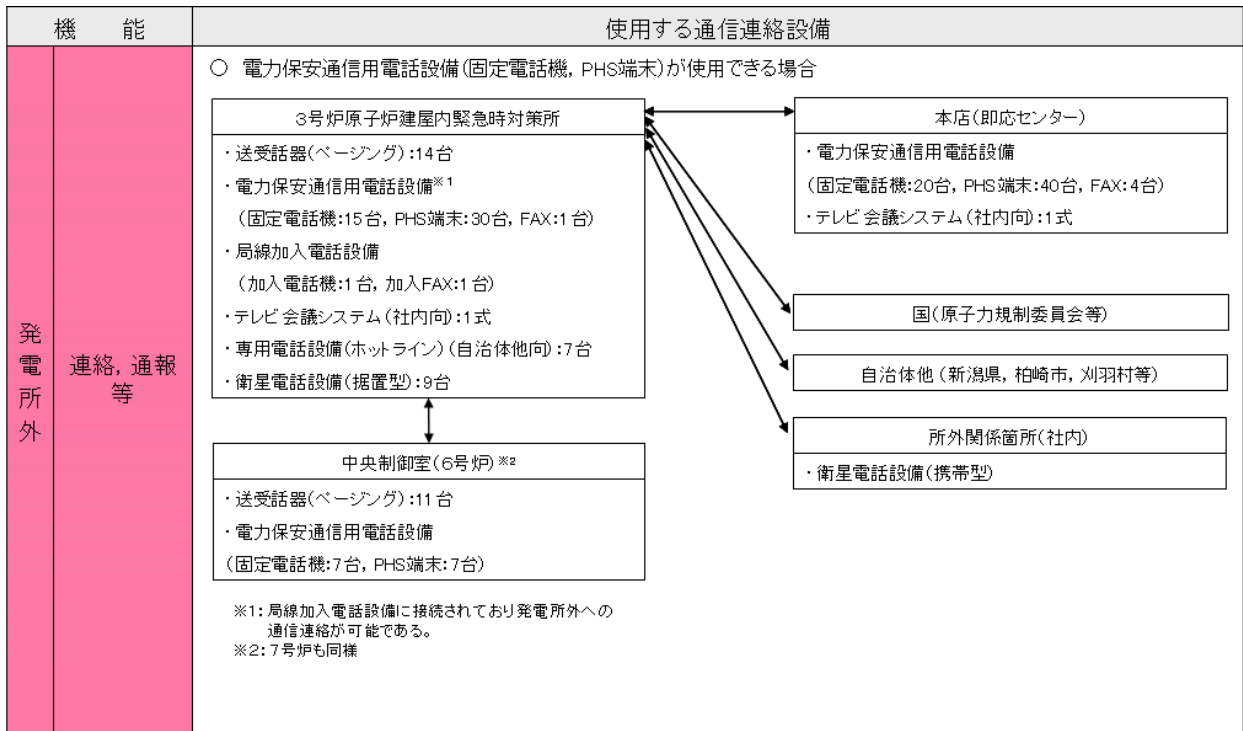 機 能
使用する通信連絡設備
発電所外
連絡, 通報
等
○ 電力保安通信用電話設備(固定電話機, PHS端末)が使用できる場合
3号炉原子炉建屋内緊急時対策所
・送受話器(ページング):14台
・電力保安通信用電話設備※1
(固定電話機:15台, PHS端末:30台, FAX:1台)
・局線加入電話設備
(加入電話機:1台, 加入FAX:1台)
・テレビ会議システム(社内向):1式
・専用電話設備(ホットライン)(自治体他向):7台
・衛星電話設備(据置型):9台
中央制御室(6号炉)※2
・送受話器(ページング):11台
・電力保安通信用電話設備
(固定電話機:7台, PHS端末:7台)
※1:局線加入電話設備に接続されており発電所外への
通信連絡が可能である。
※2:7号炉も同様
本店(即応センター)
・電力保安通信用電話設備
(固定電話機:20台, PHS端末:40台, FAX:4台)
・テレビ会議システム(社内向):1式
国(原子力規制委員会等)
自治体他(新潟県, 柏崎市, 刈羽村等)
所外関係箇所(社内)
・衛星電話設備(携帯型)